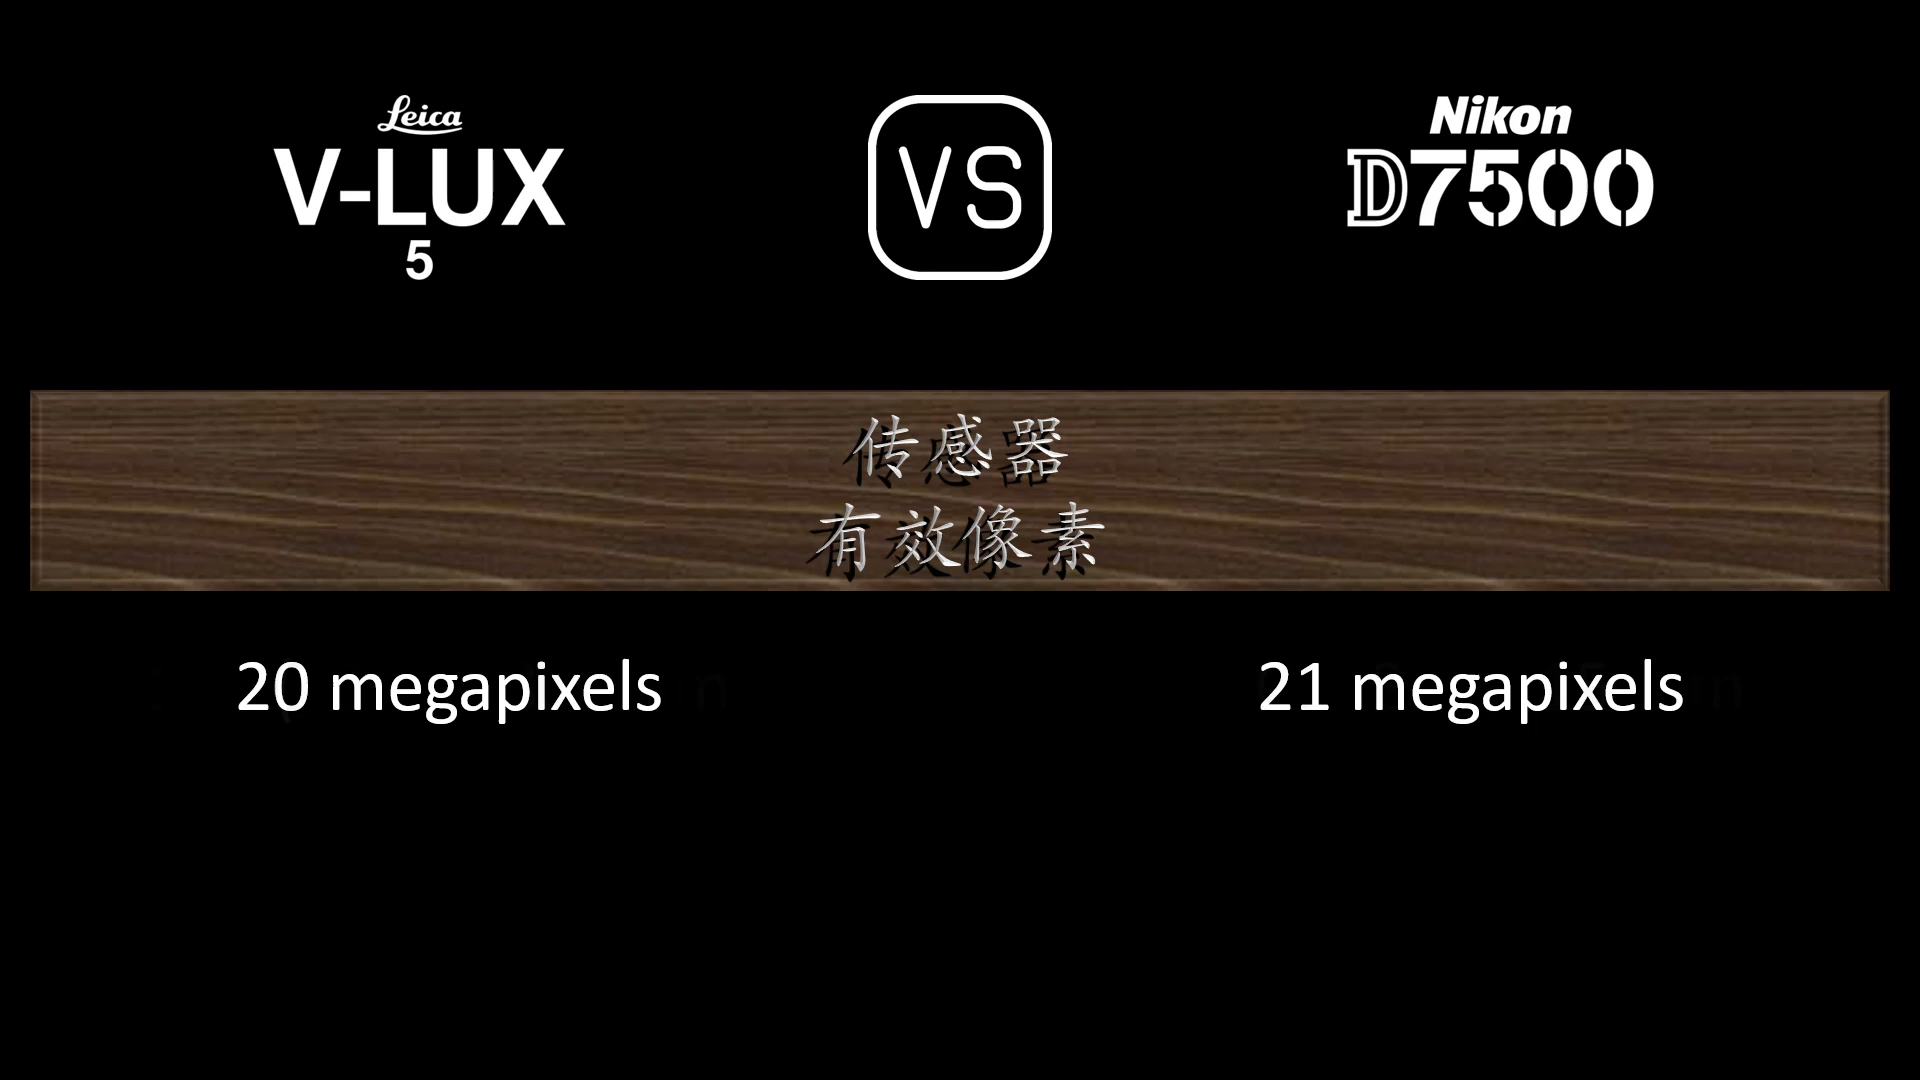 Leica
V-LUX
5
VS
Nikon
D7500
传感器
有效像素
20 megapixels
21 megapixels